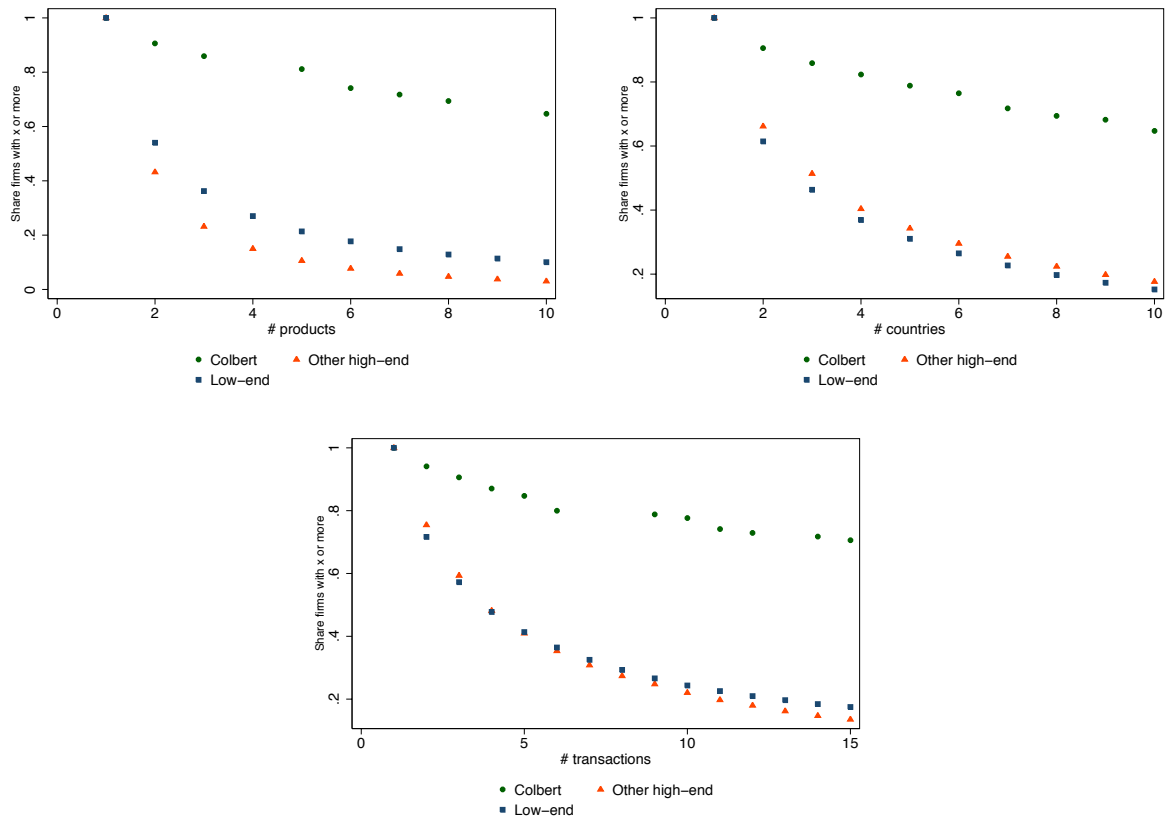 Share firms with x or more
1
.8
.6
.4
.2
0
0 2 4 6 8 10
# products
Colbert Other high−end
Low−end
Share firms with x or more
1
.8
.6
.4
.2
0 2 4 6 8 10
# countries
Colbert Other high−end
Low−end
Share firms with x or more
1
.8
.6
.4
.2
0 5 10 15
# transactions
Colbert Other high−end
Low−end